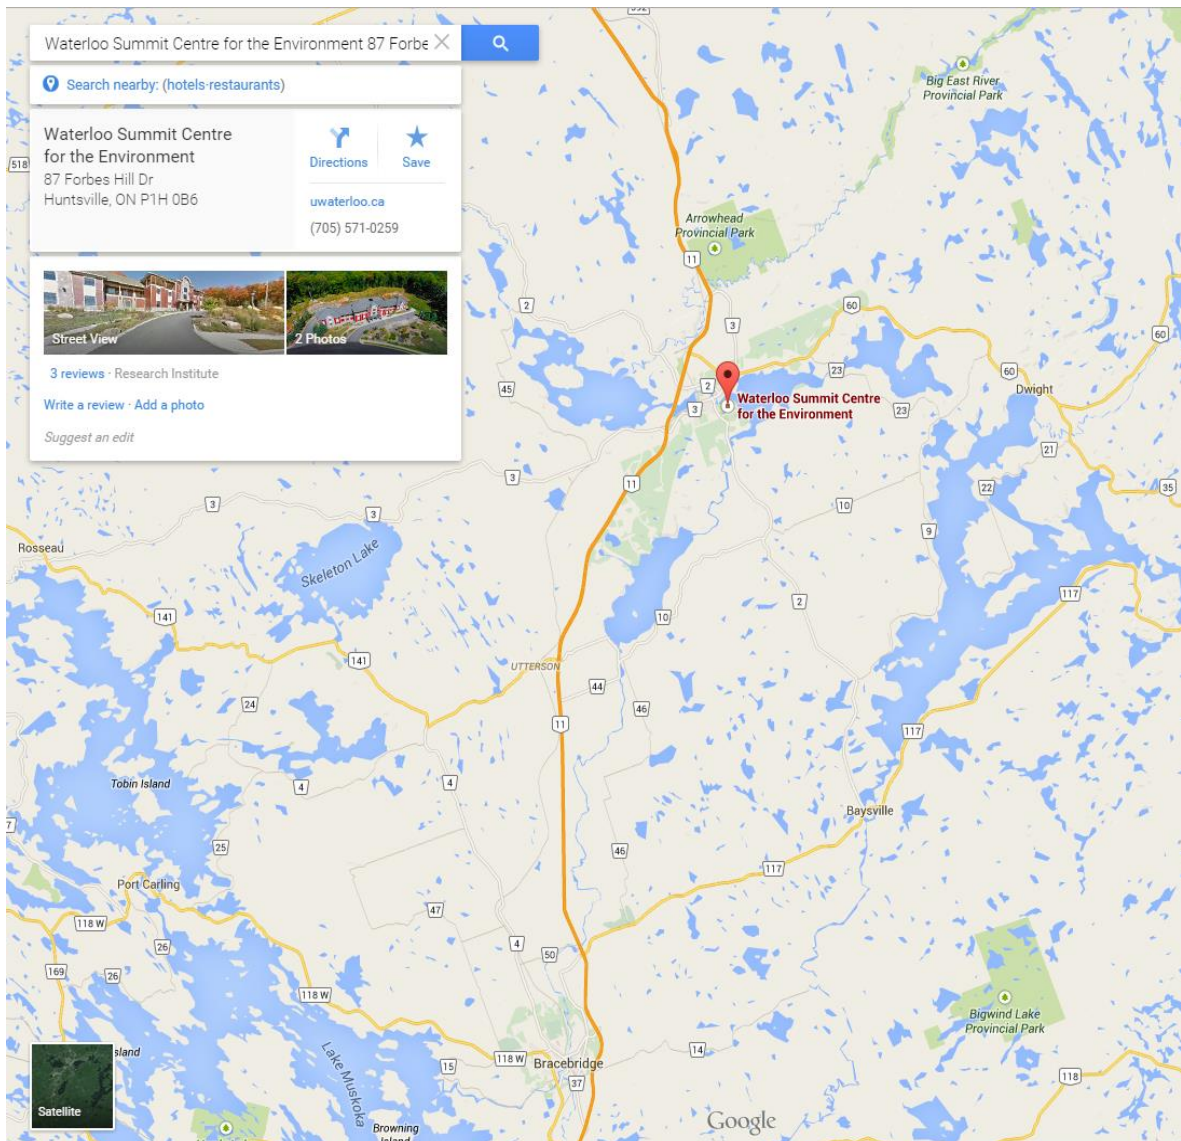 Waterloo Summit Centre for the Environment 87 Forbe
Search nearby: (hotels·restaurants)
Waterloo Summit Centre
for the Environment
87 Forbes Hill Dr
Huntsville, ON P1H 0B6
Directions
Save
uwaterloo.ca
(705) 571-0259
Street View
2 Photos
3 reviews · Research Institute
Write a review · Add a photo
Suggest an edit
592
Big East River
Provincial Park
518
Arrowhead
Provincial Park
11
60
2
3
60
45
2
23
60
Dwight
3
23
Waterloo Summit Centre
for the Environment
21
3
11
22
35
3
3
10
9
Rosseau
Skeleton Lake
117
2
141
10
141
UTTERSON
44
24
46
11
117
Tobin Island
4
4
Baysville
7
25
46
117
Port Carling
47
118 W
26
4
50
169
26
118 W
Bigwind Lake
Provincial Park
Island
Lake Muskoka
14
118 W
15
Bracebridge
37
118
Satellite
Google
Browning
Island